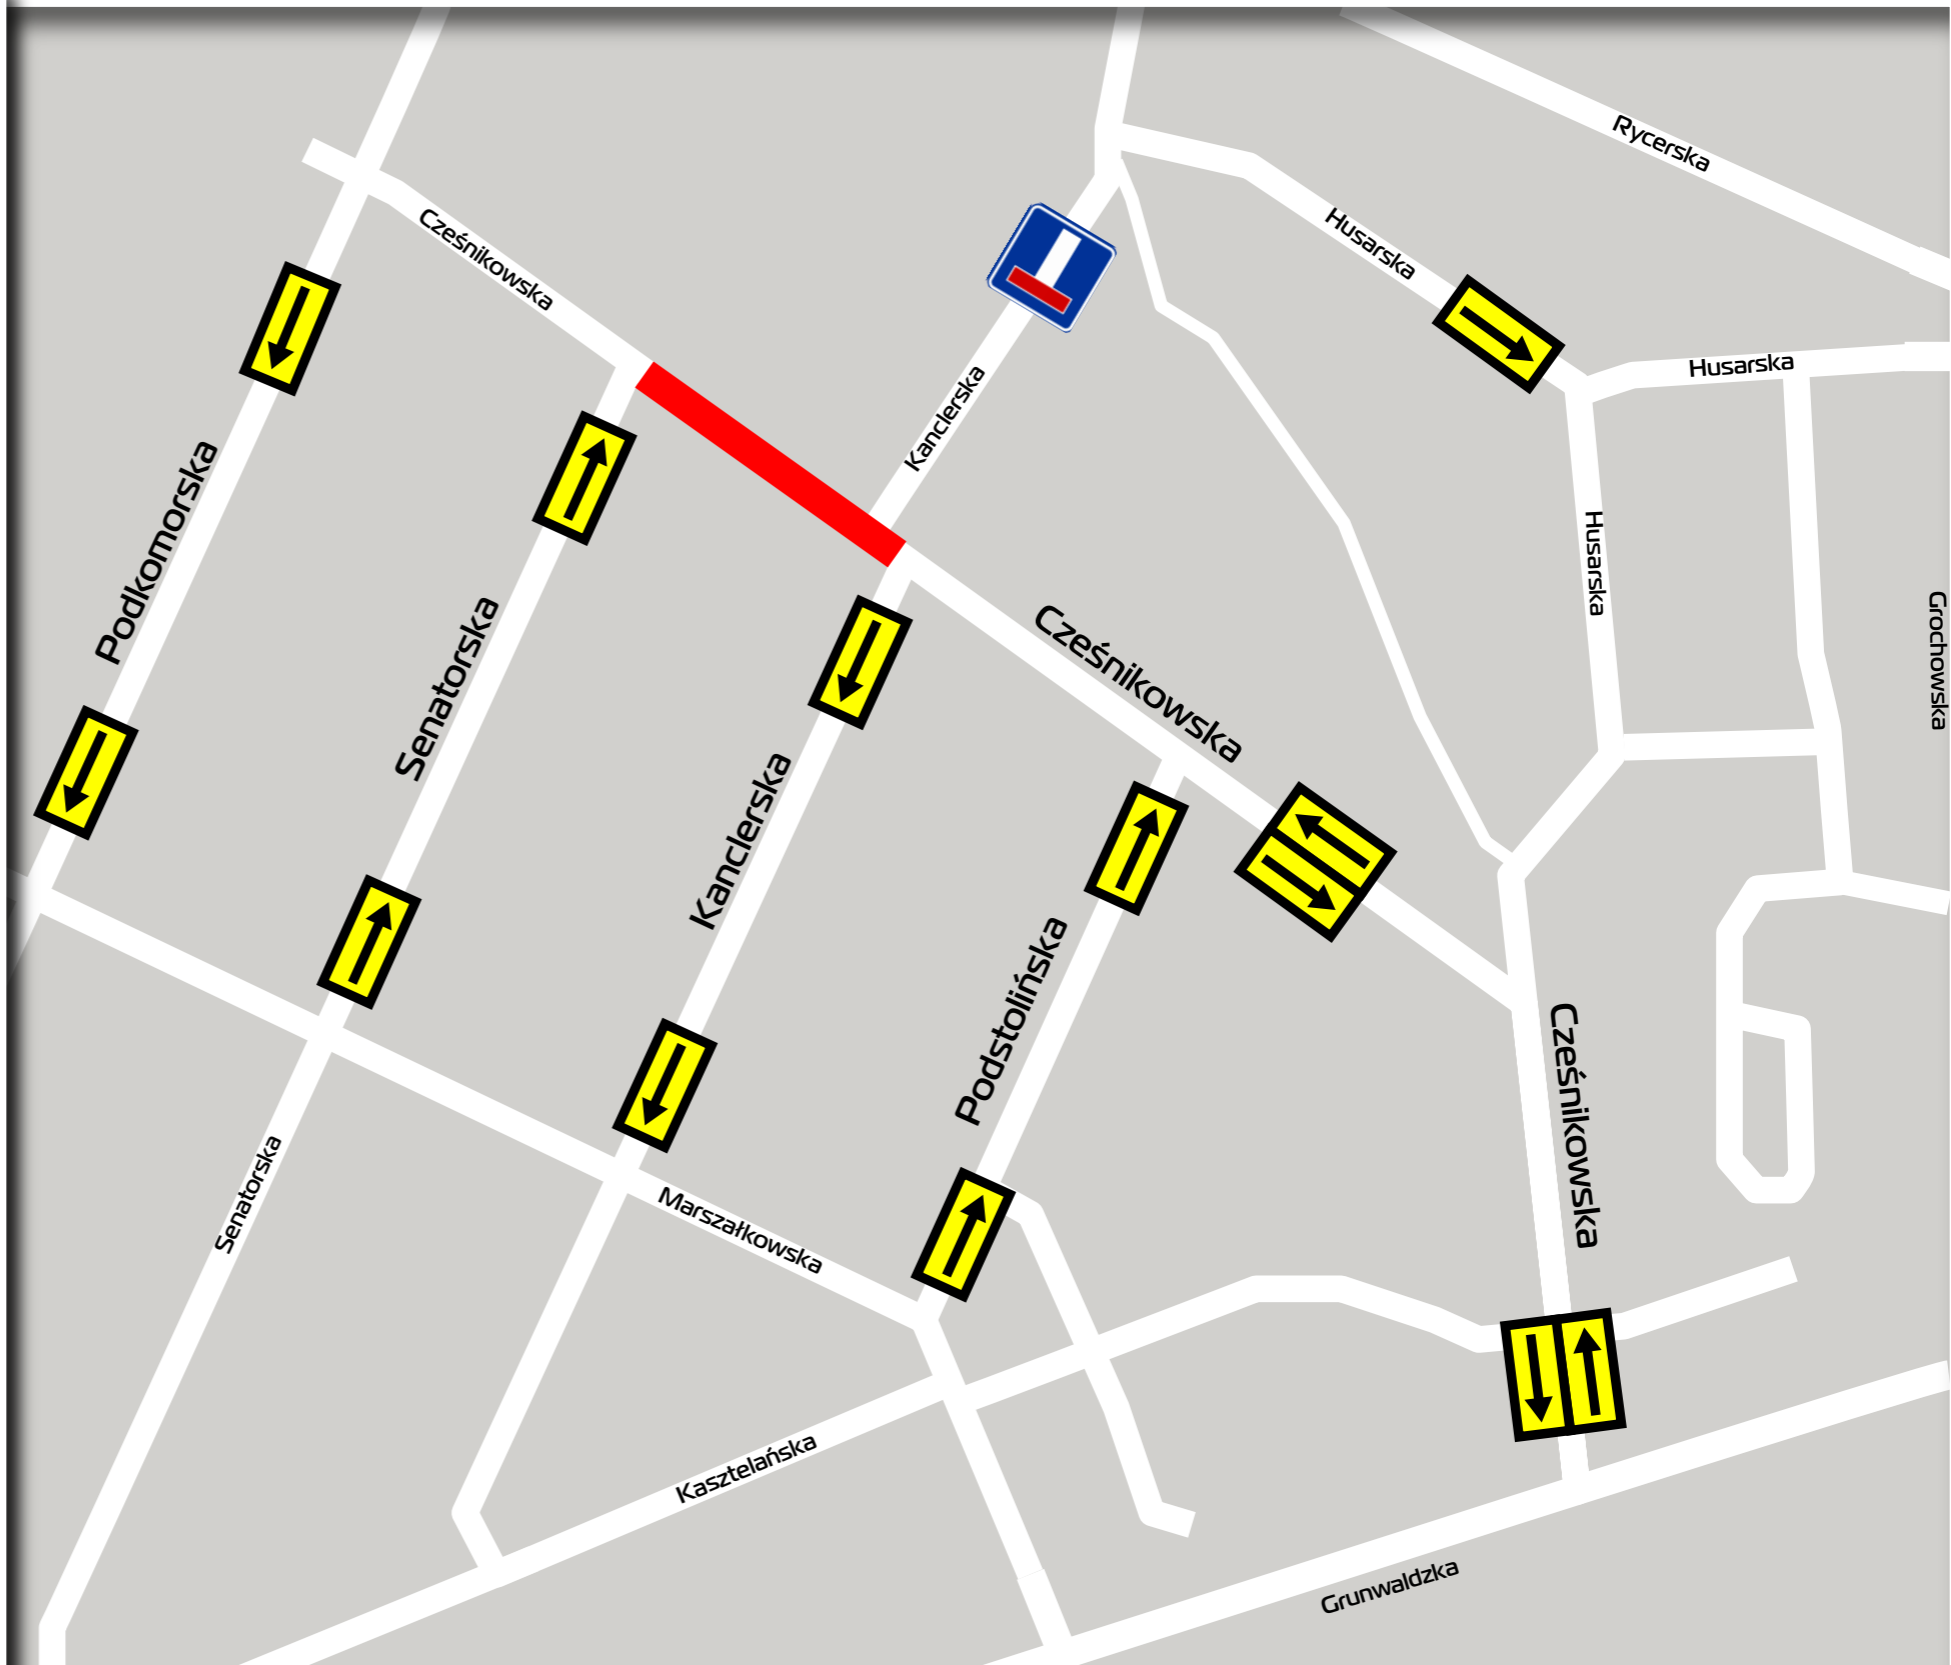 Rycerska
Cześnikowska
Husarska
Husarska
Kanclerska
Podkomorska
Husarska
Senatorska
Grochowska
Cześnikowska
Kanclerska
Podstolińska
Cześnikowska
Senatorska
Marszałkowska
Kasztelańska
Grunwaldzka